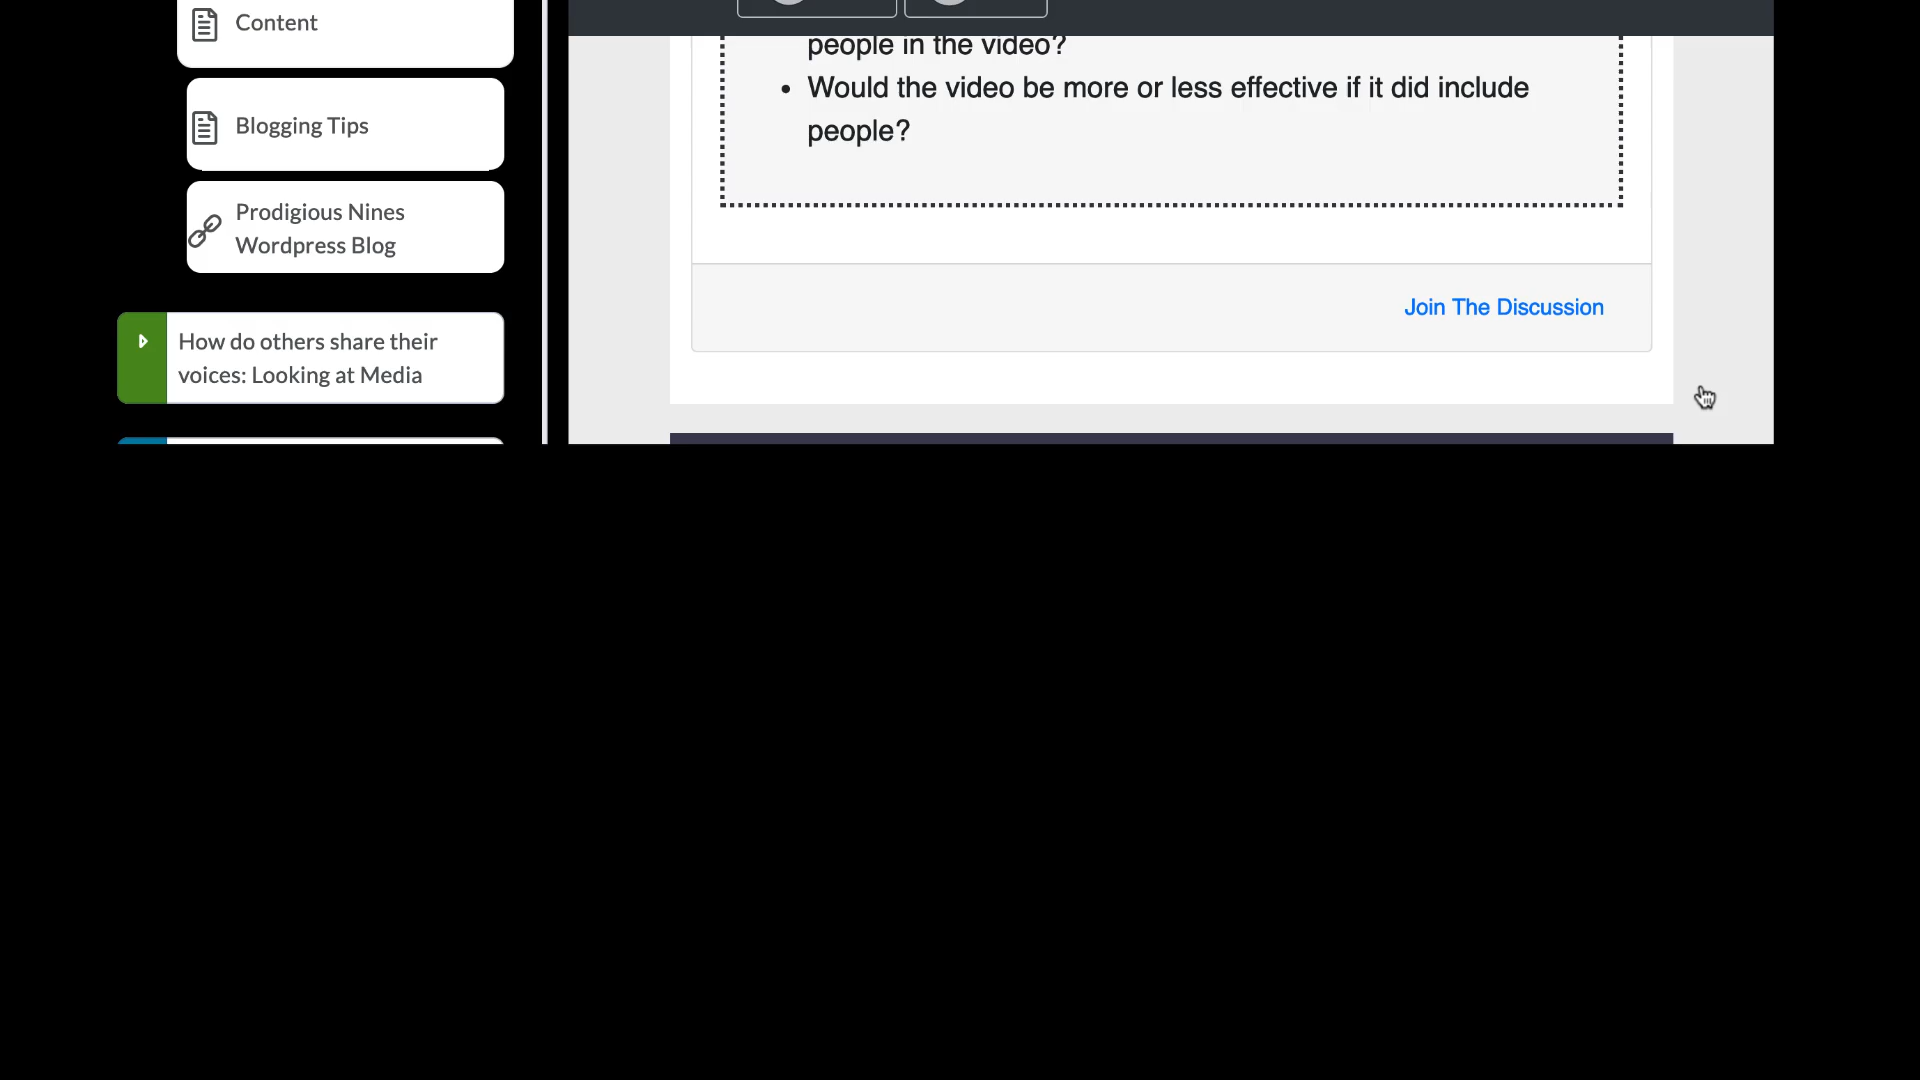 Content
Blogging Tips
Prodigious Nines
Wordpress Blog
How do others share their
voices: Looking at Media
people in the video?
Would the video be more or less effective if it did include
people?
Join The Discussion